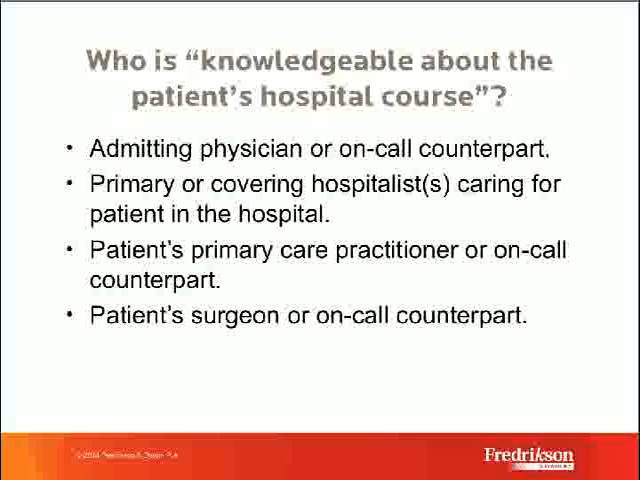 Who is “knowledgeable about the
patient’s hospital course”?
• Admitting physician or on-call counterpart.
• Primary or covering hospitalist(s) caring for
patient in the hospital.
• Patient’s primary care practitioner or on-call
counterpart.
• Patient’s surgeon or on-call counterpart.
Fredrikson